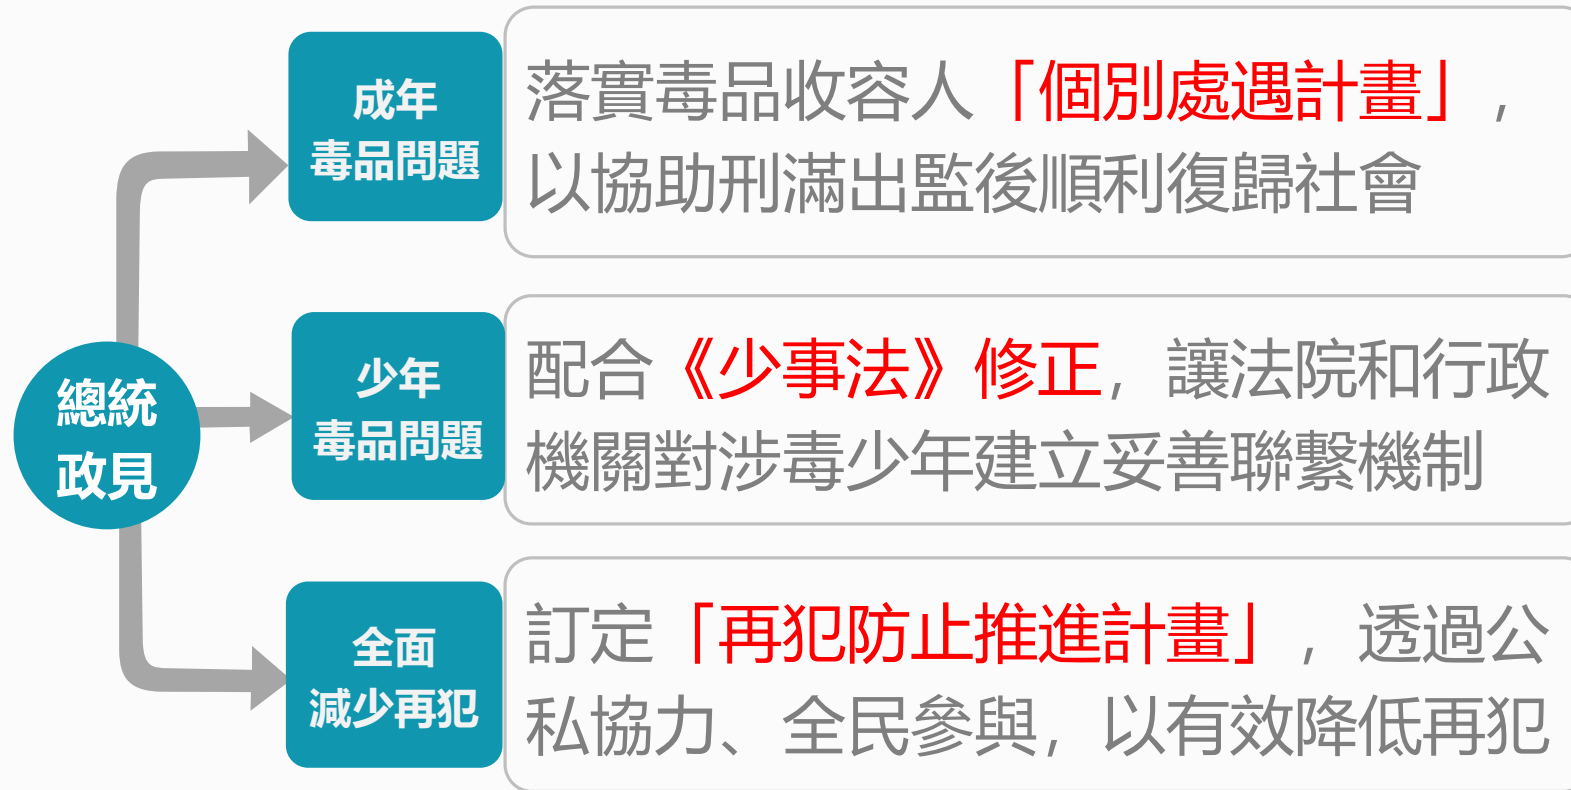 總統
政見
成年
毒品問題
落實毒品收容人「個別處遇計畫」,
以協助刑滿出監後順利復歸社會
少年
毒品問題
配合《少事法》修正, 讓法院和行政
機關對涉毒少年建立妥善聯繫機制
全面
減少再犯
訂定「再犯防止推進計畫」, 透過公
私協力、全民參與, 以有效降低再犯